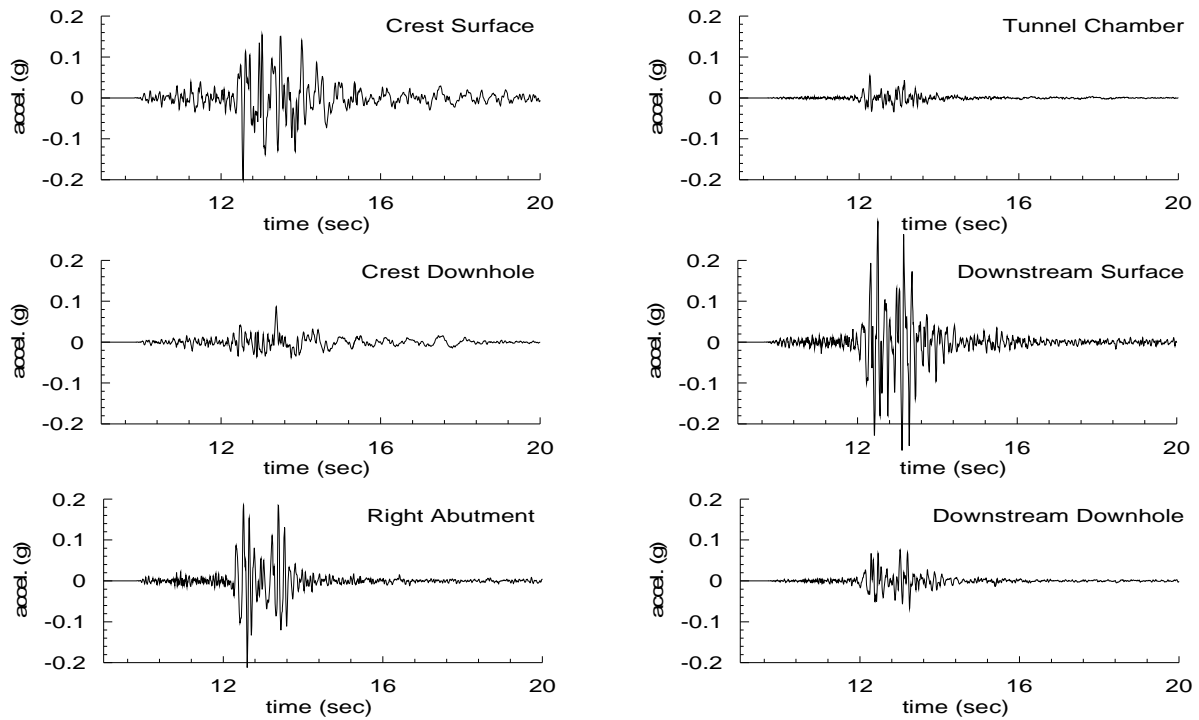 0.2
Crest Surface
0.1
accel. (g)
0
-0.1
-0.2
12 16 20
time (sec)
0.2
Tunnel Chamber
0.1
accel. (g)
0
-0.1
-0.2
12 16 20
time (sec)
0.2
Crest Downhole
0.1
accel. (g)
0
-0.1
-0.2
12 16 20
time (sec)
0.2
Downstream Surface
0.1
accel. (g)
0
-0.1
-0.2
12 16 20
time (sec)
0.2
Right Abutment
0.1
accel. (g)
0
-0.1
-0.2
12 16 20
time (sec)
0.2
Downstream Downhole
0.1
accel. (g)
0
-0.1
-0.2
12 16 20
time (sec)